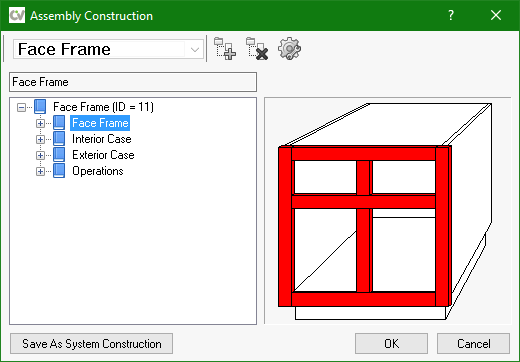 CV Assembly Construction ?
Face Frame
Face Frame
Face Frame (ID = 11)
Face Frame
Interior Case
Exterior Case
Operations
Save As System Construction OK Cancel